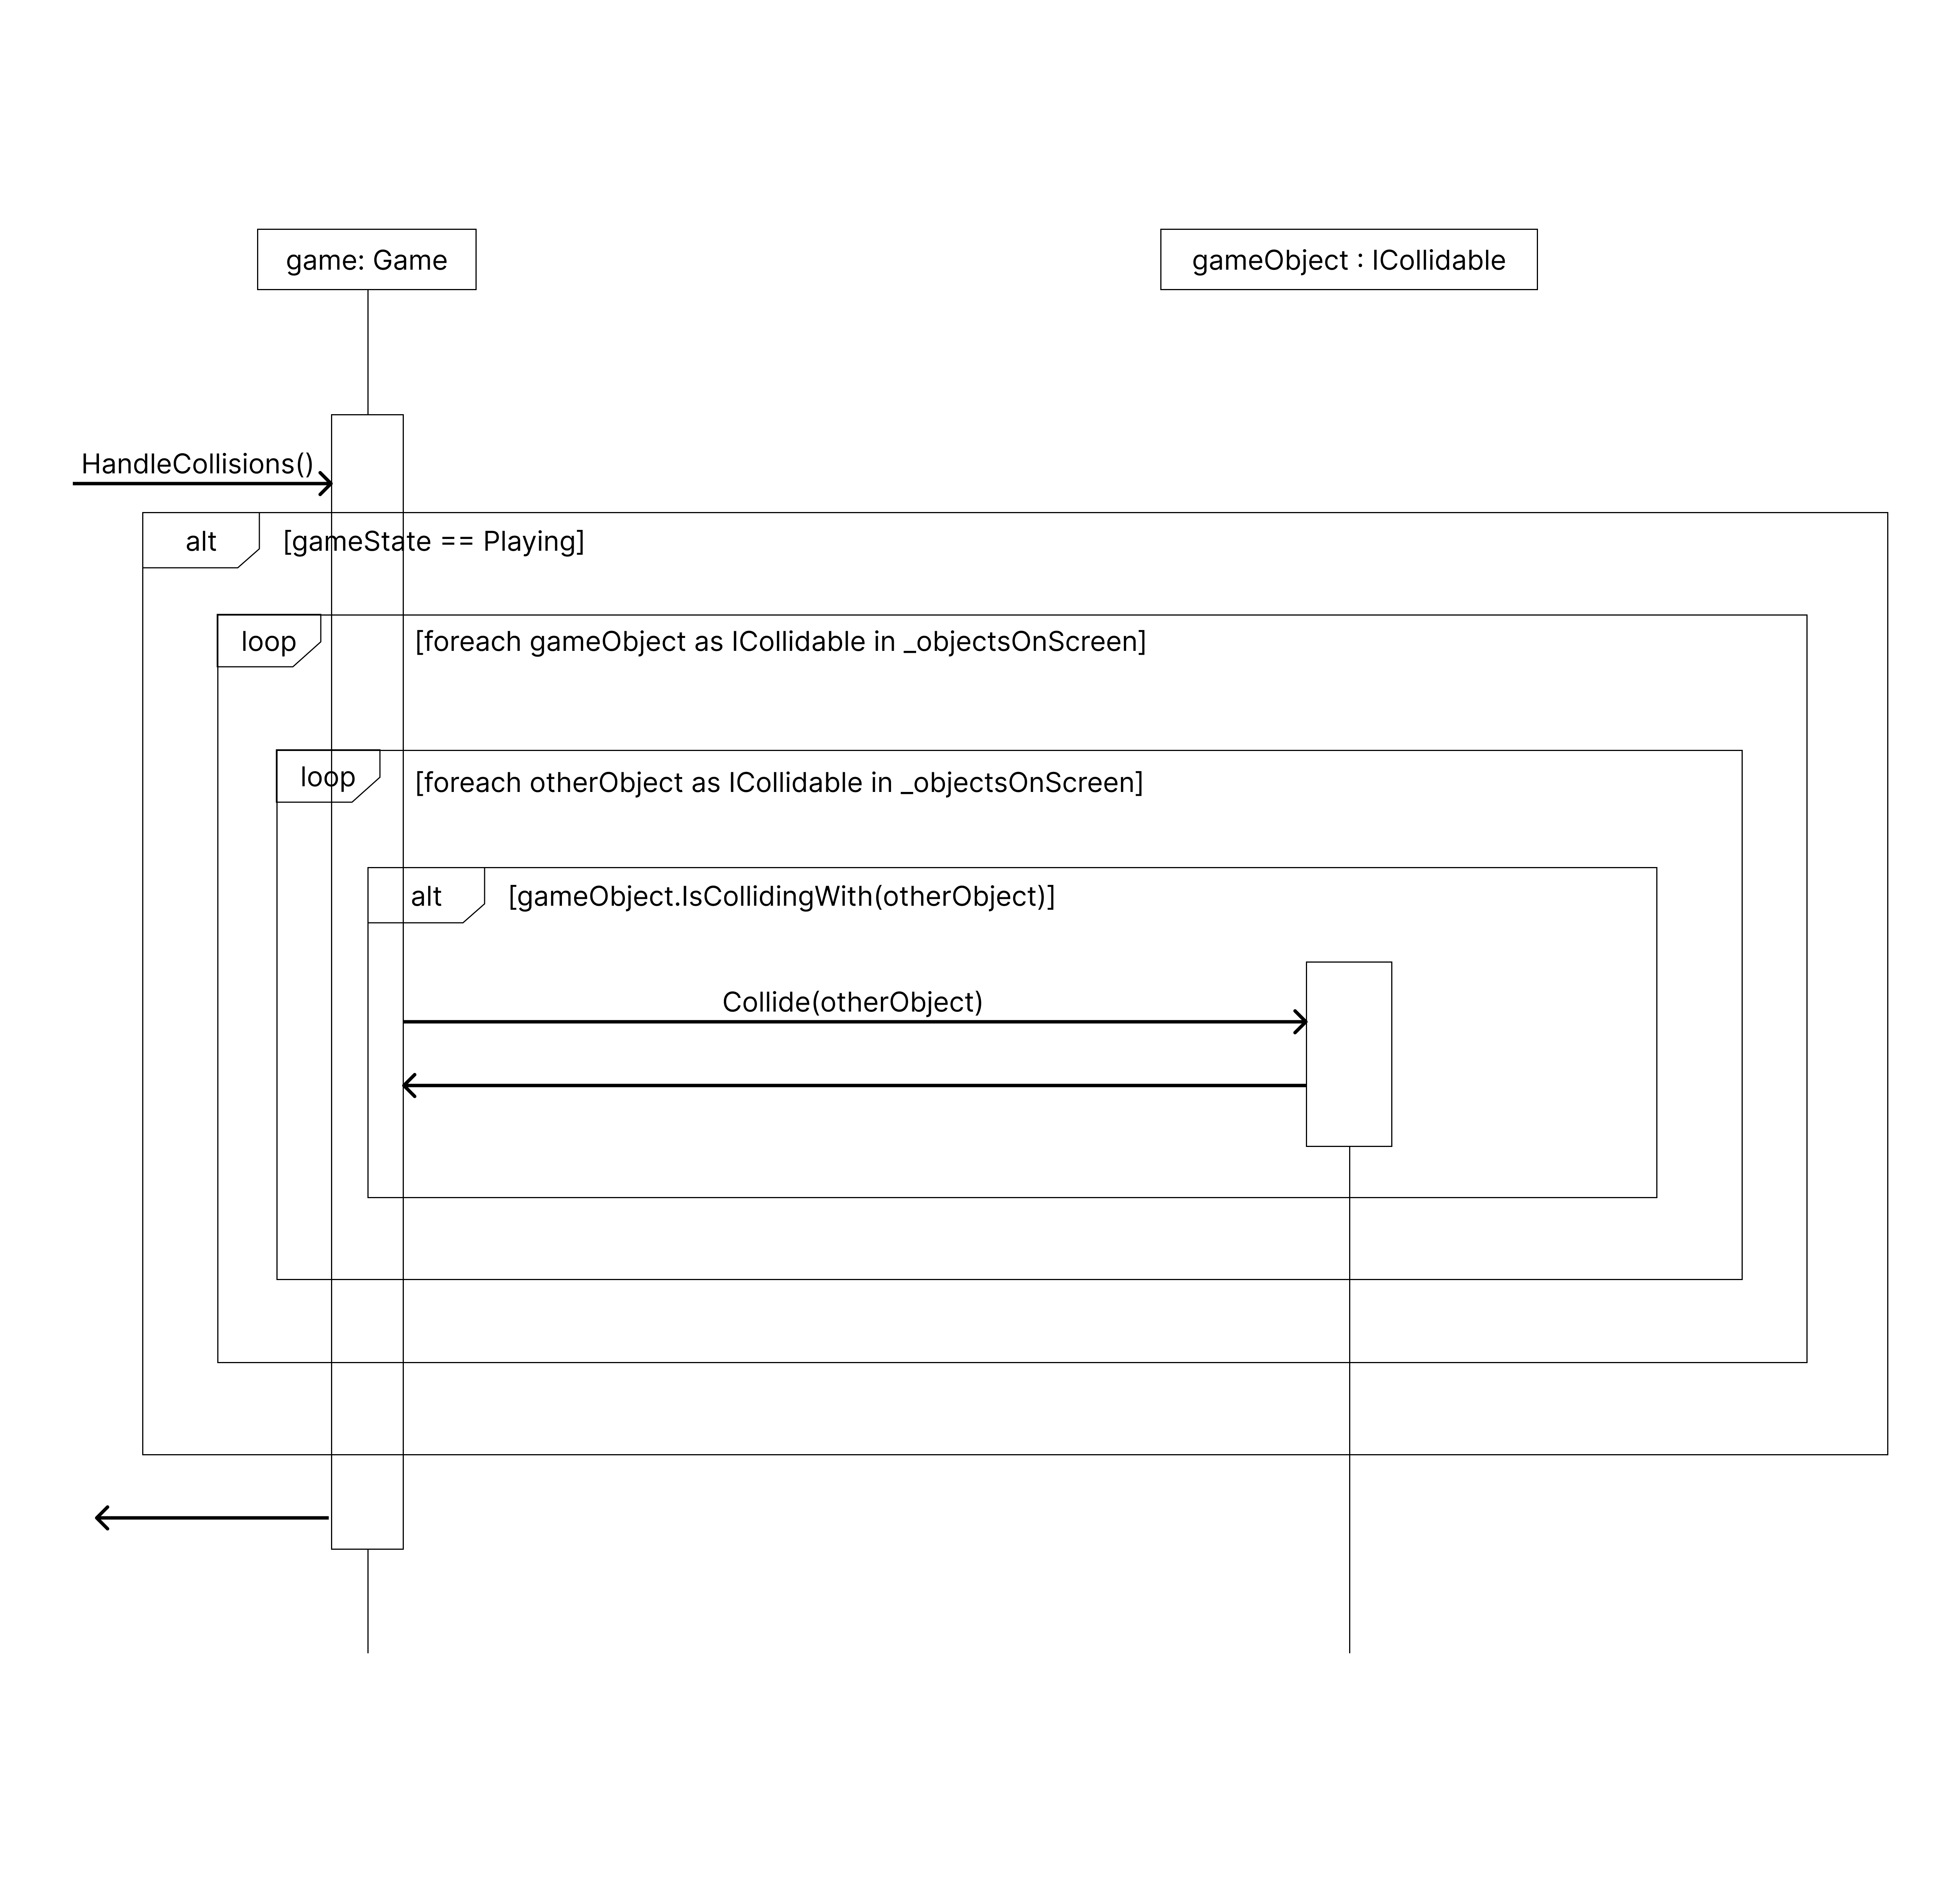 game: Game
gameObject : ICollidable
HandleCollisions()
alt
[gameState == Playing]
loop
[foreach gameObject as ICollidable in _objectsOnScreen]
loop
[foreach otherObject as ICollidable in _objectsOnScreen]
alt
[gameObject.IsCollidingWith(otherObject)]
Collide(otherObject)